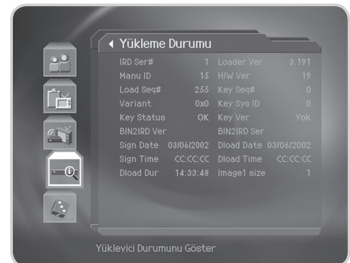 Yükleme Durumu
IRD Ser# 1 Loader Ver 3.191
Manu ID 15 H/W Ver 19
Load Seq# 255 Key Seq# 0
Variant 0x0 Key Sys ID 0
Key Status OK Key Ver Yok
BIN2IRD Ver BIN2IRD Ser
Sign Date 03/06/2002 Dload Date 03/06/2002
Sign Time CC:CC:CC Dload Time CC:CC:CC
Dload Dur 14:33:48 Image1 size 1
Yükleyici Durumunu Göster